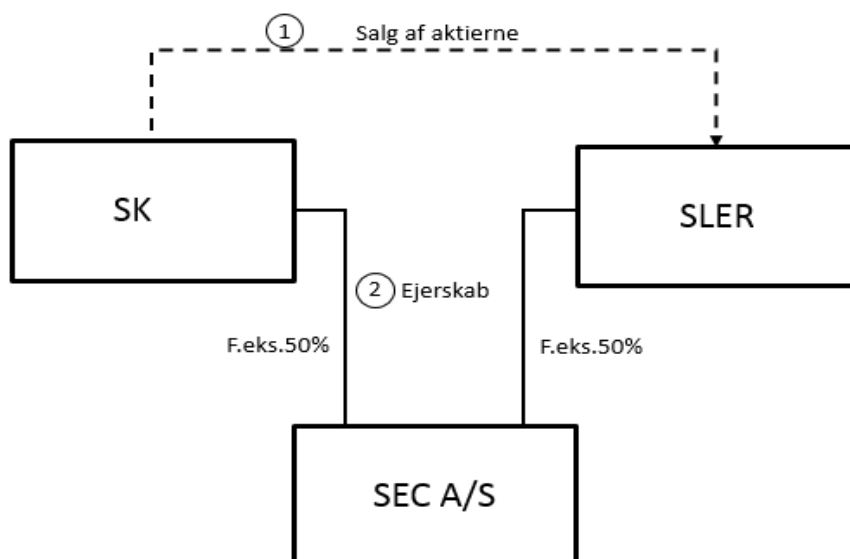 1 Salg af aktierne
SK
SLER
2 Ejerskab
F.eks.50%
F.eks.50%
SEC A/S